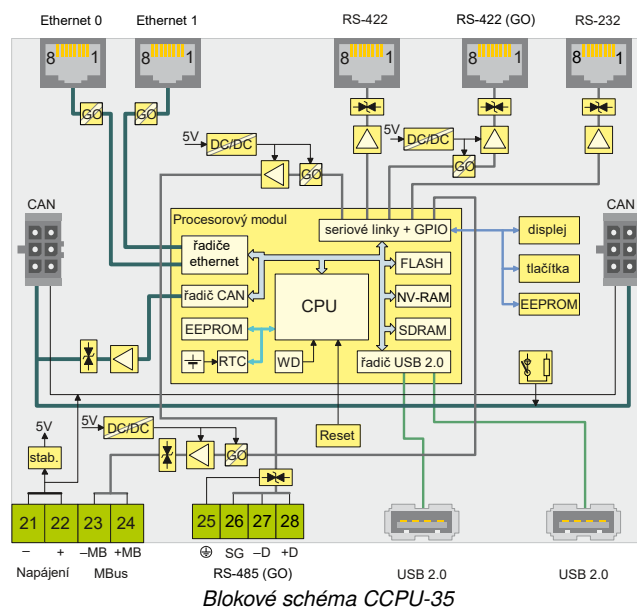 Ethernet 0 Ethernet 1 RS-422 RS-422 (GO) RS-232
8 1 8 1 8 1 8 1 8 1
GO GO
5V DC/DC 5V DC/DC
GO GO
CAN CAN
Procesorový modul
seriové linky + GPIO
displej
řadiče
ethernet
FLASH
tlačítka
řadič CAN
CPU
NV-RAM
EEPROM
EEPROM
SDRAM
RTC WD
řadič USB 2.0
5V 5V DC/DC
Reset
stab.
GO
21 22 23 24 25 26 27 28
– + –MB +MB SG –D +D
Napájení MBus RS-485 (GO) USB 2.0 USB 2.0
Blokové schéma CCPU-35